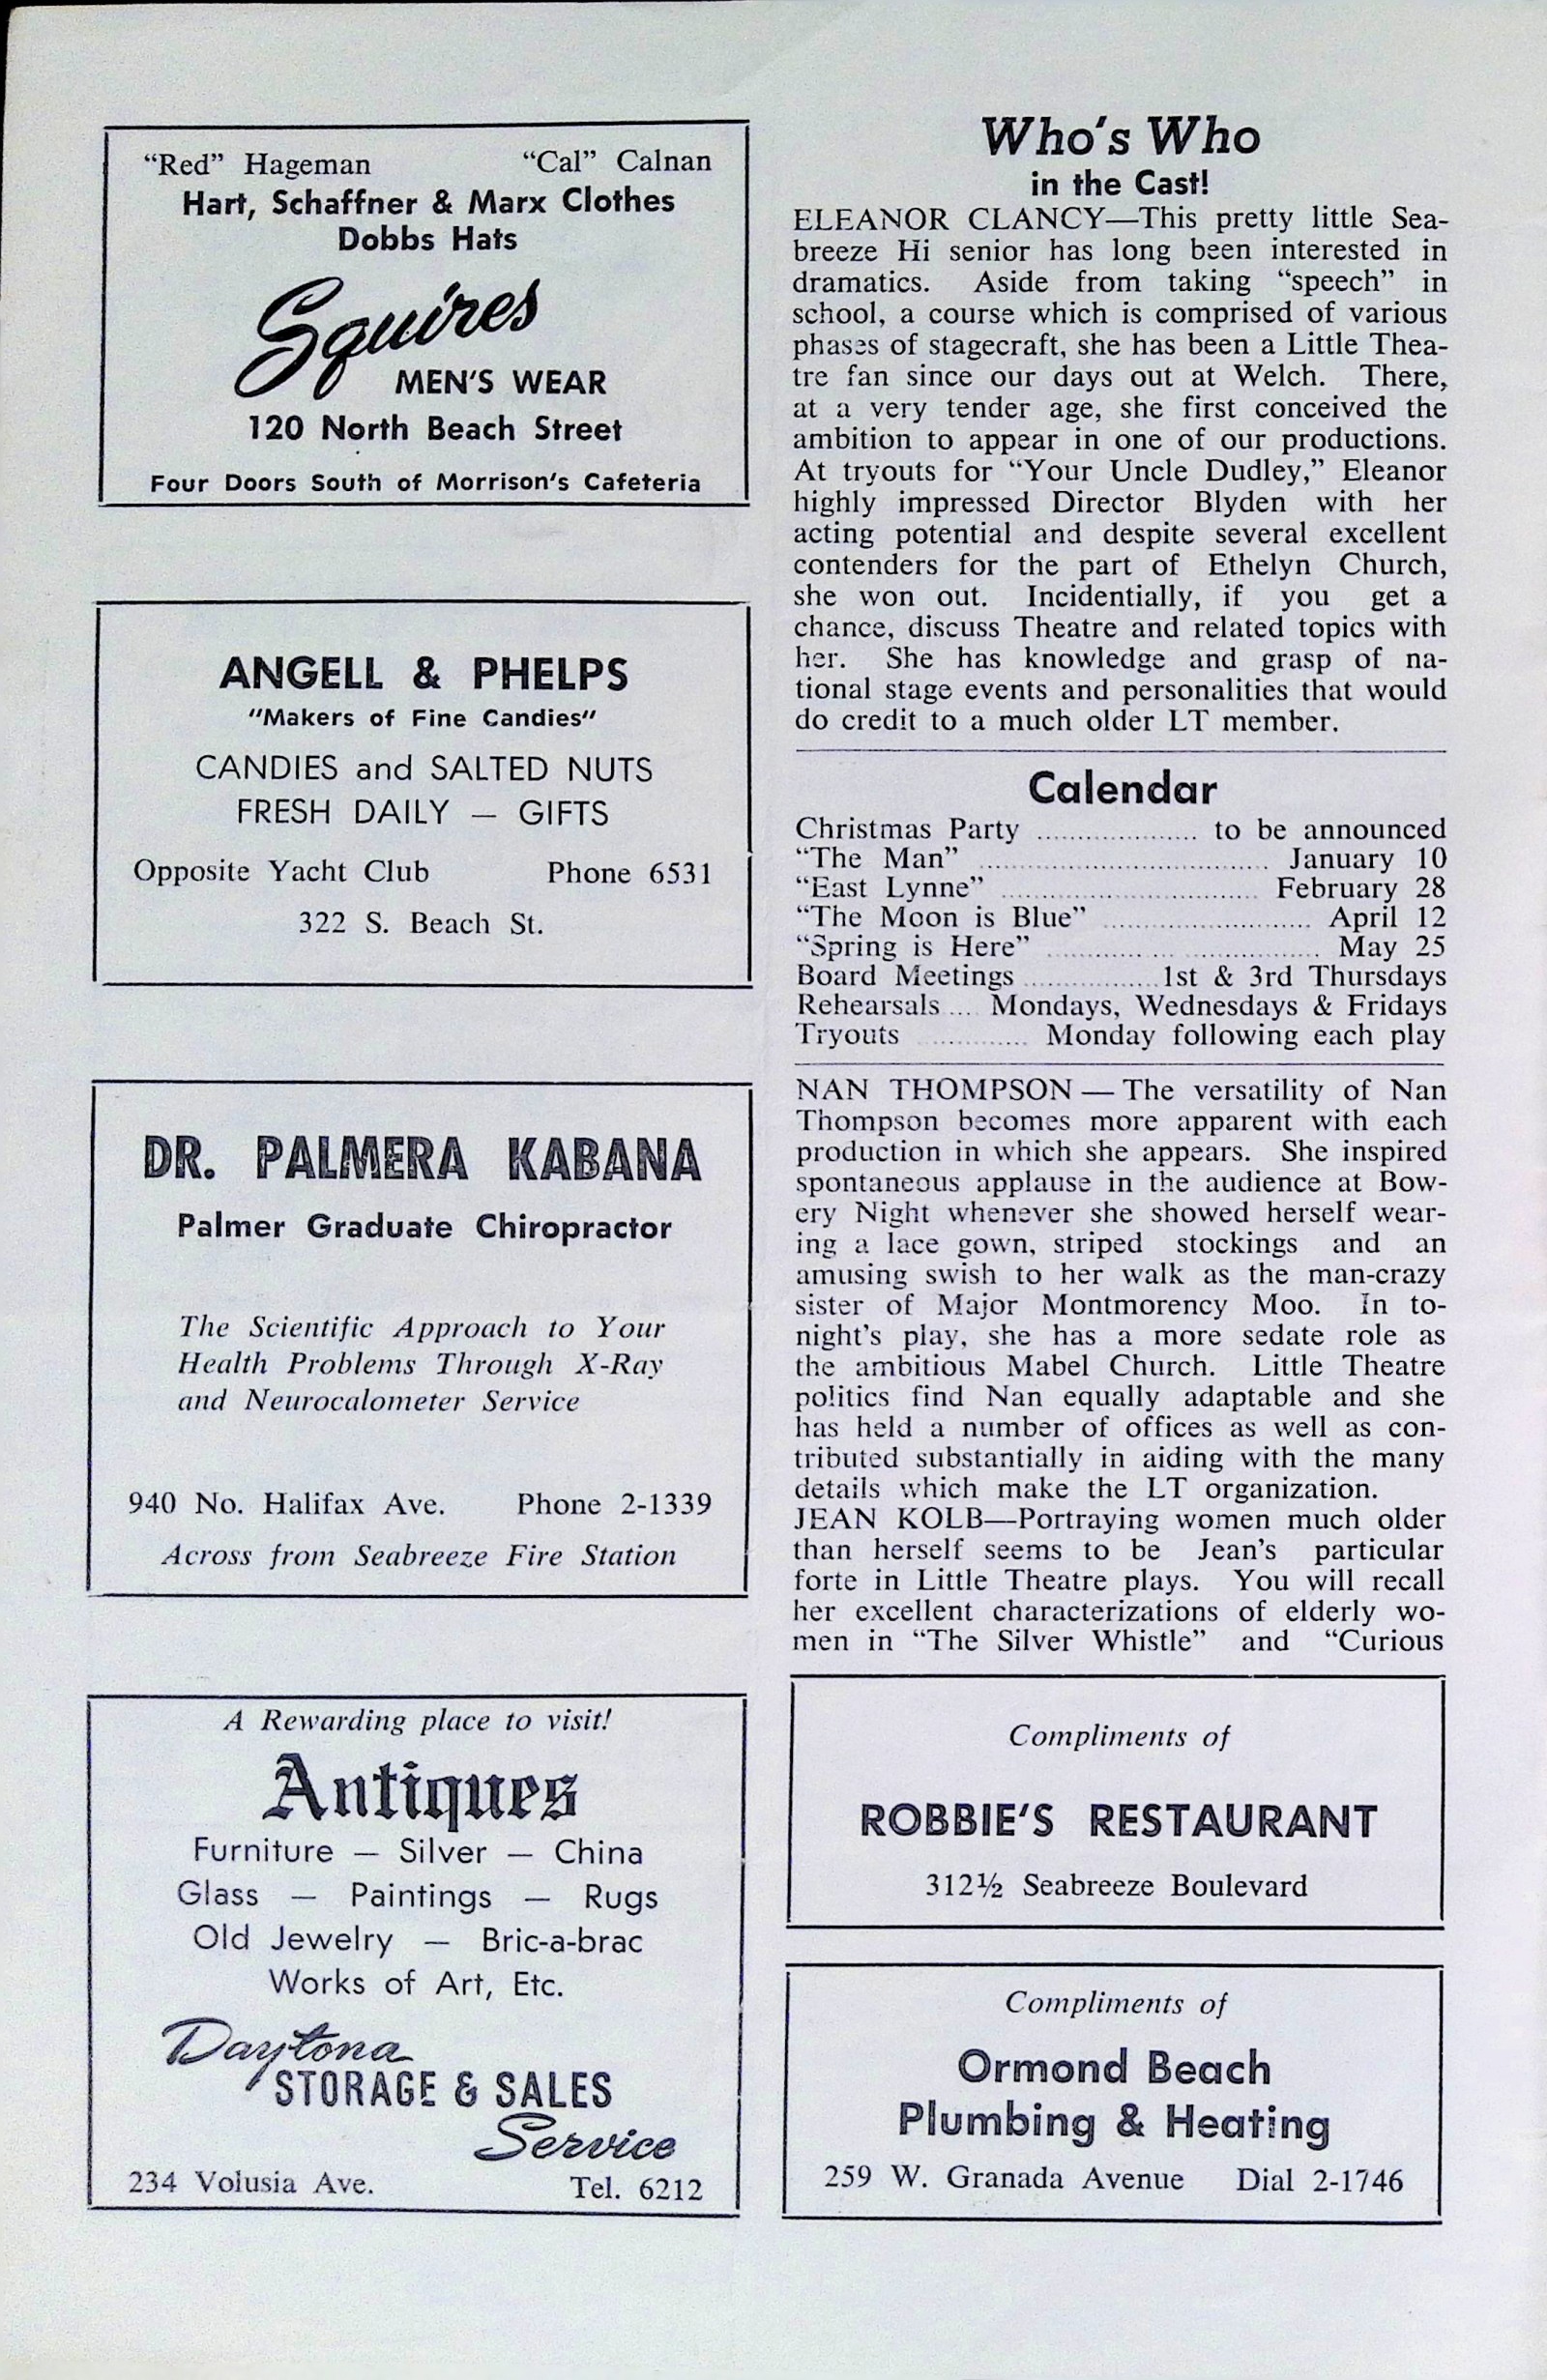 "Red" Hageman "Cal" Calnan
Hart, Schaffner & Marx Clothes
Dobbs Hats
Squires
MEN'S WEAR
120 North Beach Street
Four Doors South of Morrison's Cafeteria
ANGELL & PHELPS
"Makers of Fine Candies"
CANDIES and SALTED NUTS
FRESH DAILY — GIFTS
Opposite Yacht Club Phone 6531
322 S. Beach St.
DR. PALMERA KABANA
Palmer Graduate Chiropractor
The Scientific Approach to Your
Health Problems Through X-Ray
and Neurocalometer Service
940 No. Halifax Ave. Phone 2-1339
Across from Seabreeze Fire Station
A Rewarding place to visit!
Antiques
Furniture — Silver — China
Glass — Paintings — Rugs
Old Jewelry — Bric-a-brac
Works of Art, Etc.
Daytona
STORAGE & SALES
Service
234 Volusia Ave. Tel. 6212
Who's Who
in the Cast!
ELEANOR CLANCY—This pretty little Sea-
breeze Hi senior has long been interested in
dramatics. Aside from taking "speech" in
school, a course which is comprised of various
phases of stagecraft, she has been a Little Thea-
tre fan since our days out at Welch. There,
at a very tender age, she first conceived the
ambition to appear in one of our productions.
At tryouts for "Your Uncle Dudley," Eleanor
highly impressed Director Blyden with her
acting potential and despite several excellent
contenders for the part of Ethelyn Church,
she won out. Incidentially, if you get a
chance, discuss Theatre and related topics with
her. She has knowledge and grasp of na-
tional stage events and personalities that would
do credit to a much older LT member.
Calendar
Christmas Party .................... to be announced
"The Man" .................................... January 10
"East Lynne" ................................ February 28
"The Moon is Blue" .......................... April 12
"Spring is Here" .................................. May 25
Board Meetings ................ 1st & 3rd Thursdays
Rehearsals .... Mondays, Wednesdays & Fridays
Tryouts ............. Monday following each play
NAN THOMPSON — The versatility of Nan
Thompson becomes more apparent with each
production in which she appears. She inspired
spontaneous applause in the audience at Bow-
ery Night whenever she showed herself wear-
ing a lace gown, striped stockings and an
amusing swish to her walk as the man-crazy
sister of Major Montmorency Moo. In to-
night's play, she has a more sedate role as
the ambitious Mabel Church. Little Theatre
politics find Nan equally adaptable and she
has held a number of offices as well as con-
tributed substantially in aiding with the many
details which make the LT organization.
JEAN KOLB—Portraying women much older
than herself seems to be Jean's particular
forte in Little Theatre plays. You will recall
her excellent characterizations of elderly wo-
men in "The Silver Whistle" and "Curious
Compliments of
ROBBIE'S RESTAURANT
312½ Seabreeze Boulevard
Compliments of
Ormond Beach
Plumbing & Heating
259 W. Granada Avenue Dial 2-1746